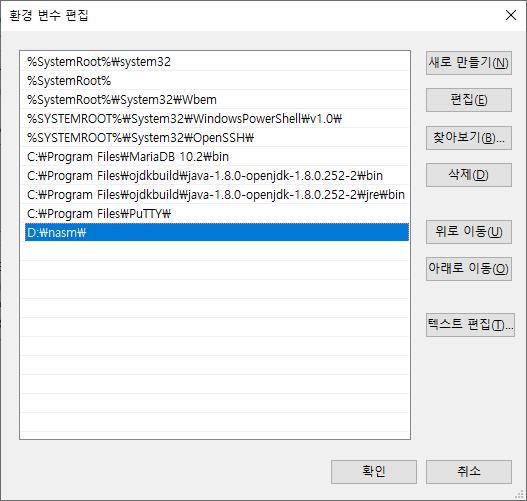 환경 변수 편집
%SystemRoot%₩system32
%SystemRoot%
%SystemRoot%₩System32₩Wbem
%SYSTEMROOT%₩System32₩WindowsPowerShell₩v1.0₩
%SYSTEMROOT%₩System32₩OpenSSH₩
C:₩Program Files₩MariaDB 10.2₩bin
C:₩Program Files₩ojdkbuild₩java-1.8.0-openjdk-1.8.0.252-2₩bin
C:₩Program Files₩ojdkbuild₩java-1.8.0-openjdk-1.8.0.252-2₩jre₩bin
C:₩Program Files₩PuTTY₩
D:₩nasm₩
새로 만들기(N)
편집(E)
찾아보기(B)...
삭제(D)
위로 이동(U)
아래로 이동(O)
텍스트 편집(T)...
확인
취소